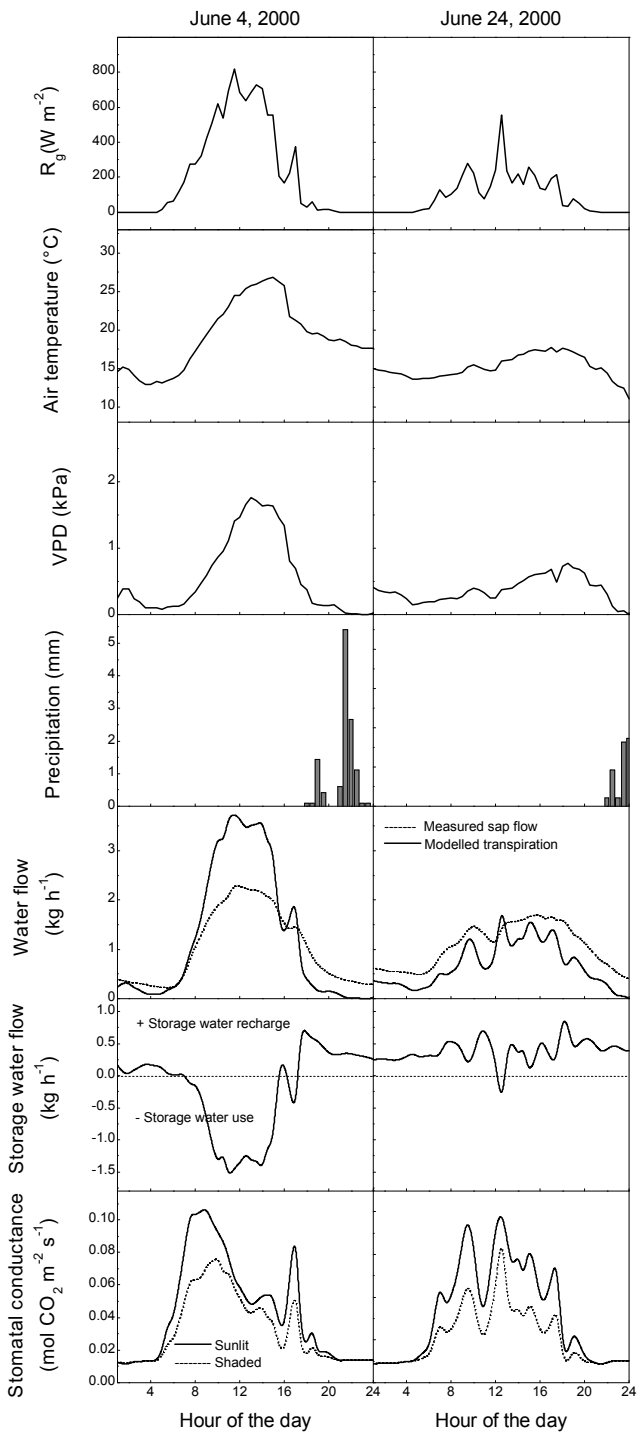 June 4, 2000
June 24, 2000
R_g(W m⁻²)
800
600
400
200
0
Air temperature (°C)
30
25
20
15
10
VPD (kPa)
2
1
0
Precipitation (mm)
5
4
3
2
1
0
Water flow
(kg h⁻¹)
3
2
1
0
Measured sap flow
Modelled transpiration
Storage water flow
(kg h⁻¹)
1.0
0.5
0.0
-0.5
-1.0
-1.5
+ Storage water recharge
- Storage water use
Stomatal conductance
(mol CO₂ m⁻² s⁻¹)
0.10
0.08
0.06
0.04
0.02
0.00
Sunlit
Shaded
4 8 12 16 20 24 4 8 12 16 20 24
Hour of the day
Hour of the day